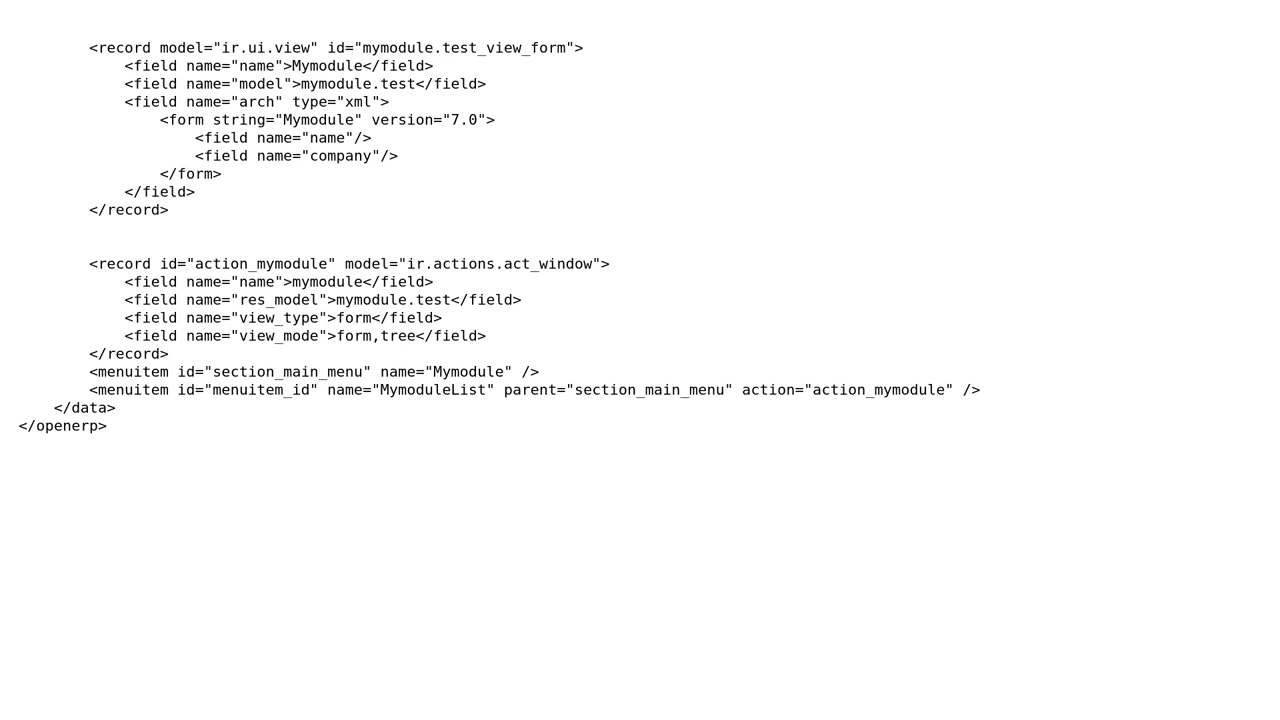 <record model="ir.ui.view" id="mymodule.test_view_form">
            <field name="name">Mymodule</field>
            <field name="model">mymodule.test</field>
            <field name="arch" type="xml">
                <form string="Mymodule" version="7.0">
                    <field name="name"/>
                    <field name="company"/>
                </form>
            </field>
        </record>


        <record id="action_mymodule" model="ir.actions.act_window">
            <field name="name">mymodule</field>
            <field name="res_model">mymodule.test</field>
            <field name="view_type">form</field>
            <field name="view_mode">form,tree</field>
        </record>
        <menuitem id="section_main_menu" name="Mymodule" />
        <menuitem id="menuitem_id" name="MymoduleList" parent="section_main_menu" action="action_mymodule" />
    </data>
</openerp>